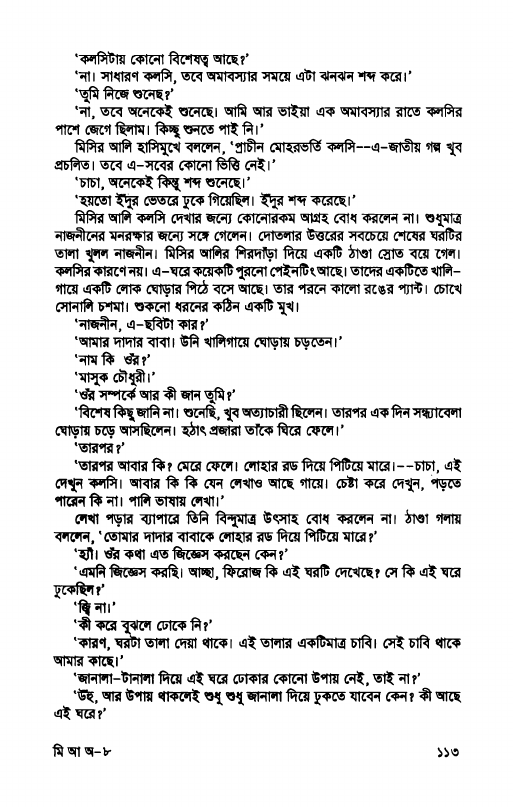 ‘কলসিটায় কোনো বিশেষত্ব আছে?’
‘না। সাধারণ কলসি, তবে অমাবস্যার সময়ে এটা ঝনঝন শব্দ করে।’
‘তুমি নিজে শুনেছ?’
‘না, তবে অনেকেই শুনেছে। আমি আর ভাইয়া এক অমাবস্যার রাতে কলসির
পাশে জেগে ছিলাম। কিচ্ছু শুনতে পাই নি।’
মিসির আলি হাসিমুখে বললেন, ‘প্রাচীন মোহরভর্তি কলসি--এ-জাতীয় গল্প খুব
প্রচলিত। তবে এ-সবের কোনো ভিত্তি নেই।’
‘চাচা, অনেকেই কিন্তু শব্দ শুনেছে।’
‘হয়তো ইঁদুর ভেতরে ঢুকে গিয়েছিল। ইঁদুর শব্দ করেছে।’
মিসির আলি কলসি দেখার জন্যে কোনোরকম আগ্রহ বোধ করলেন না। শুধুমাত্র
নাজনীনের মনরক্ষার জন্যে সঙ্গে গেলেন। দোতলার উত্তরের সবচেয়ে শেষের ঘরটির
তালা খুলল নাজনীন। মিসির আলির শিরদাঁড়া দিয়ে একটি ঠাণ্ডা স্রোত বয়ে গেল।
কলসির কারণে নয়। এ-ঘরে কয়েকটি পুরনো পেইনটিং আছে। তাদের একটিতে খালি-
গায়ে একটি লোক ঘোড়ার পিঠে বসে আছে। তার পরনে কালো রঙের প্যান্ট। চোখে
সোনালি চশমা। শুকনো ধরনের কঠিন একটি মুখ।
‘নাজনীন, এ-ছবিটা কার?’
‘আমার দাদার বাবা। উনি খালিগায়ে ঘোড়ায় চড়তেন।’
‘নাম কি ওঁর?’
‘মাসুক চৌধুরী।’
‘ওঁর সম্পর্কে আর কী জান তুমি?’
‘বিশেষ কিছু জানি না। শুনেছি, খুব অত্যাচারী ছিলেন। তারপর এক দিন সন্ধ্যাবেলা
ঘোড়ায় চড়ে আসছিলেন। হঠাৎ প্রজারা তাঁকে ঘিরে ফেলে।’
‘তারপর?’
‘তারপর আবার কি? মেরে ফেলে। লোহার রড দিয়ে পিটিয়ে মারে।--চাচা, এই
দেখুন কলসি। আবার কি কি যেন লেখাও আছে গায়ে। চেষ্টা করে দেখুন, পড়তে
পারেন কি না। পালি ভাষায় লেখা।’
লেখা পড়ার ব্যাপারে তিনি বিন্দুমাত্র উৎসাহ বোধ করলেন না। ঠাণ্ডা গলায়
বললেন, ‘তোমার দাদার বাবাকে লোহার রড দিয়ে পিটিয়ে মারে?’
‘হ্যাঁ। ওঁর কথা এত জিজ্ঞেস করছেন কেন?’
‘এমনি জিজ্ঞেস করছি। আচ্ছা, ফিরোজ কি এই ঘরটি দেখেছে? সে কি এই ঘরে
ঢুকেছিল?’
‘জ্বি না।’
‘কী করে বুঝলে ঢোকে নি?’
‘কারণ, ঘরটা তালা দেয়া থাকে। এই তালার একটিমাত্র চাবি। সেই চাবি থাকে
আমার কাছে।’
‘জানালা-টানালা দিয়ে এই ঘরে ঢোকার কোনো উপায় নেই, তাই না?’
‘উঁহু, আর উপায় থাকলেই শুধু শুধু জানালা দিয়ে ঢুকতে যাবেন কেন? কী আছে
এই ঘরে?’
মি আ অ-৮
১১৩